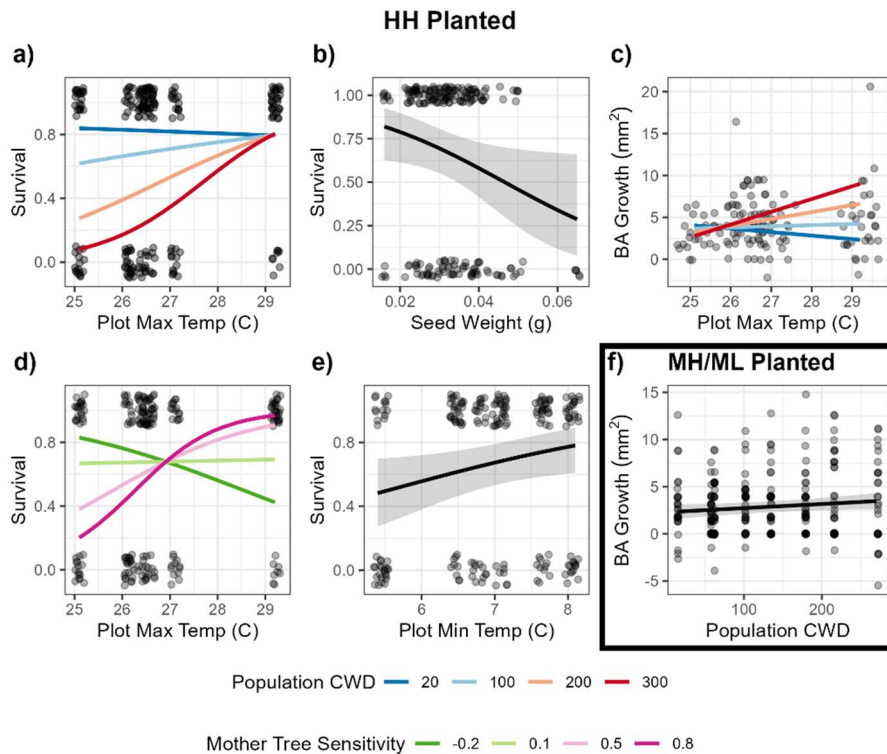 HH Planted
a)
b)
c)
Survival
0.8
0.4
0.0
25
26
27
28
29
Plot Max Temp (C)
Survival
1.00
0.75
0.50
0.25
0.00
0.02
0.04
0.06
Seed Weight (g)
BA Growth (mm²)
20
15
10
5
0
25
26
27
28
29
Plot Max Temp (C)
d)
e)
f) MH/ML Planted
Survival
0.8
0.4
0.0
25
26
27
28
29
Plot Max Temp (C)
Survival
0.8
0.4
0.0
6
7
8
Plot Min Temp (C)
BA Growth (mm²)
15
10
5
0
-5
100
200
Population CWD
Population CWD 20 100 200 300
Mother Tree Sensitivity -0.2 0.1 0.5 0.8